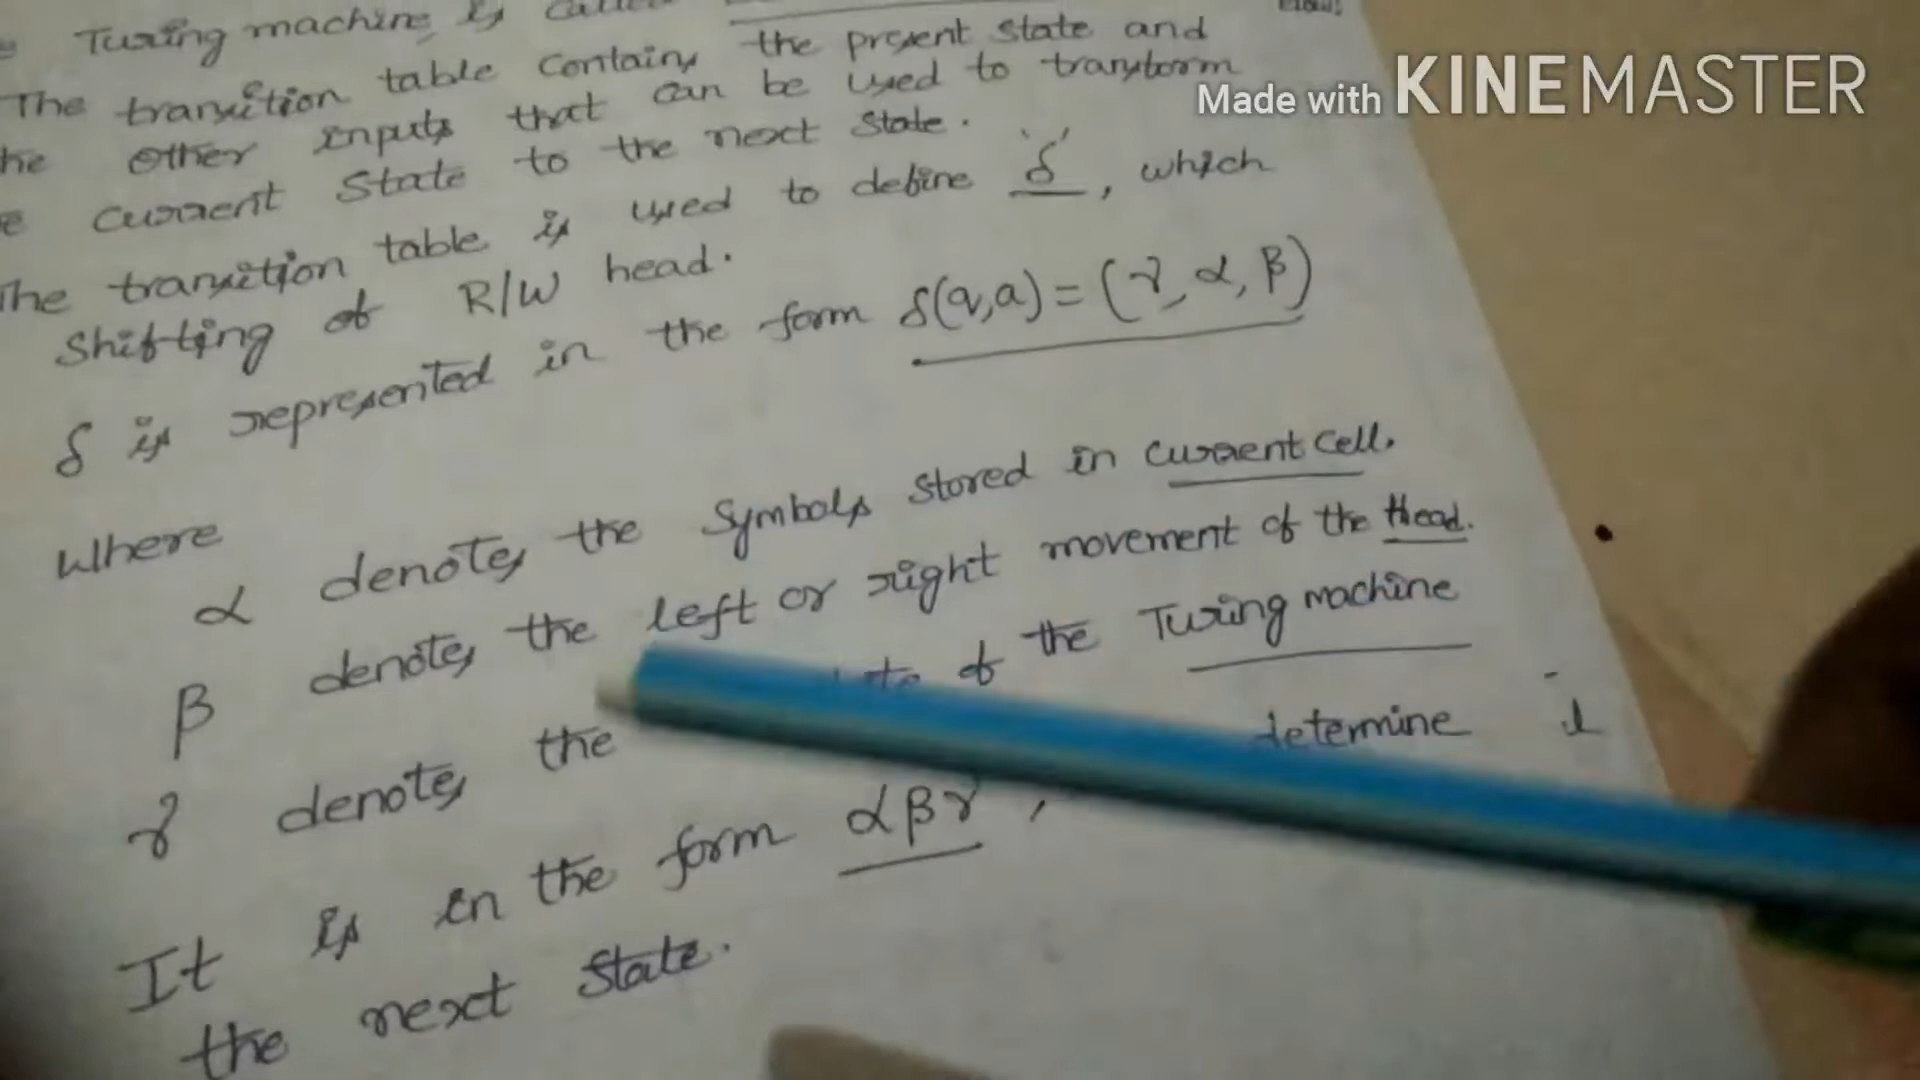 Turing machine is
The transition table contains the present state and
the other inputs that can be used to transform
current state to the next state.
The transition table is used to define 'δ', which
Shifting of R/W head.
δ is represented in the form δ(q,a) = (γ, α, β)
Where
α denotes the symbols stored in current cell.
β denotes the left or right movement of the Head.
γ denotes the of the Turing machine
It is in the form αβγ, determine
the next state.
Made with KINEMASTER